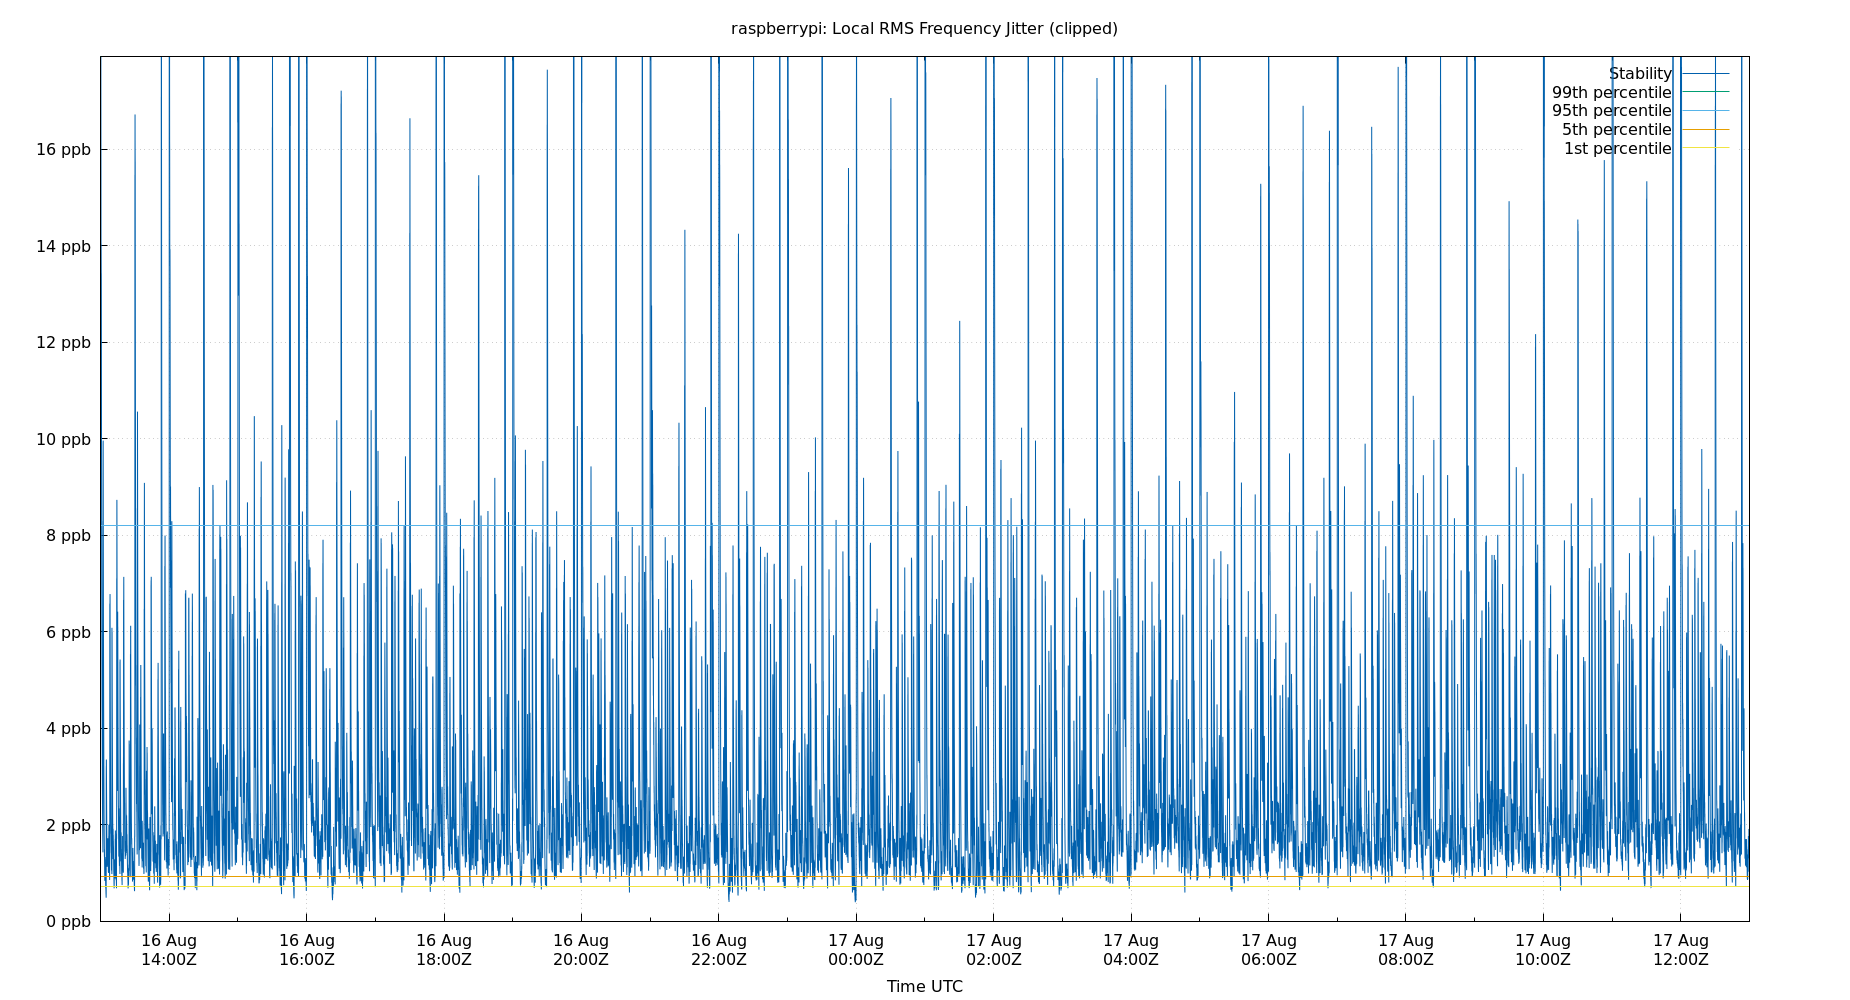 raspberrypi: Local RMS Frequency Jitter (clipped)
Stability
99th percentile
95th percentile
5th percentile
1st percentile
16 ppb
14 ppb
12 ppb
10 ppb
8 ppb
6 ppb
4 ppb
2 ppb
0 ppb
16 Aug 16 Aug 16 Aug 16 Aug 16 Aug 17 Aug 17 Aug 17 Aug 17 Aug 17 Aug 17 Aug 17 Aug
14:00Z 16:00Z 18:00Z 20:00Z 22:00Z 00:00Z 02:00Z 04:00Z 06:00Z 08:00Z 10:00Z 12:00Z
Time UTC